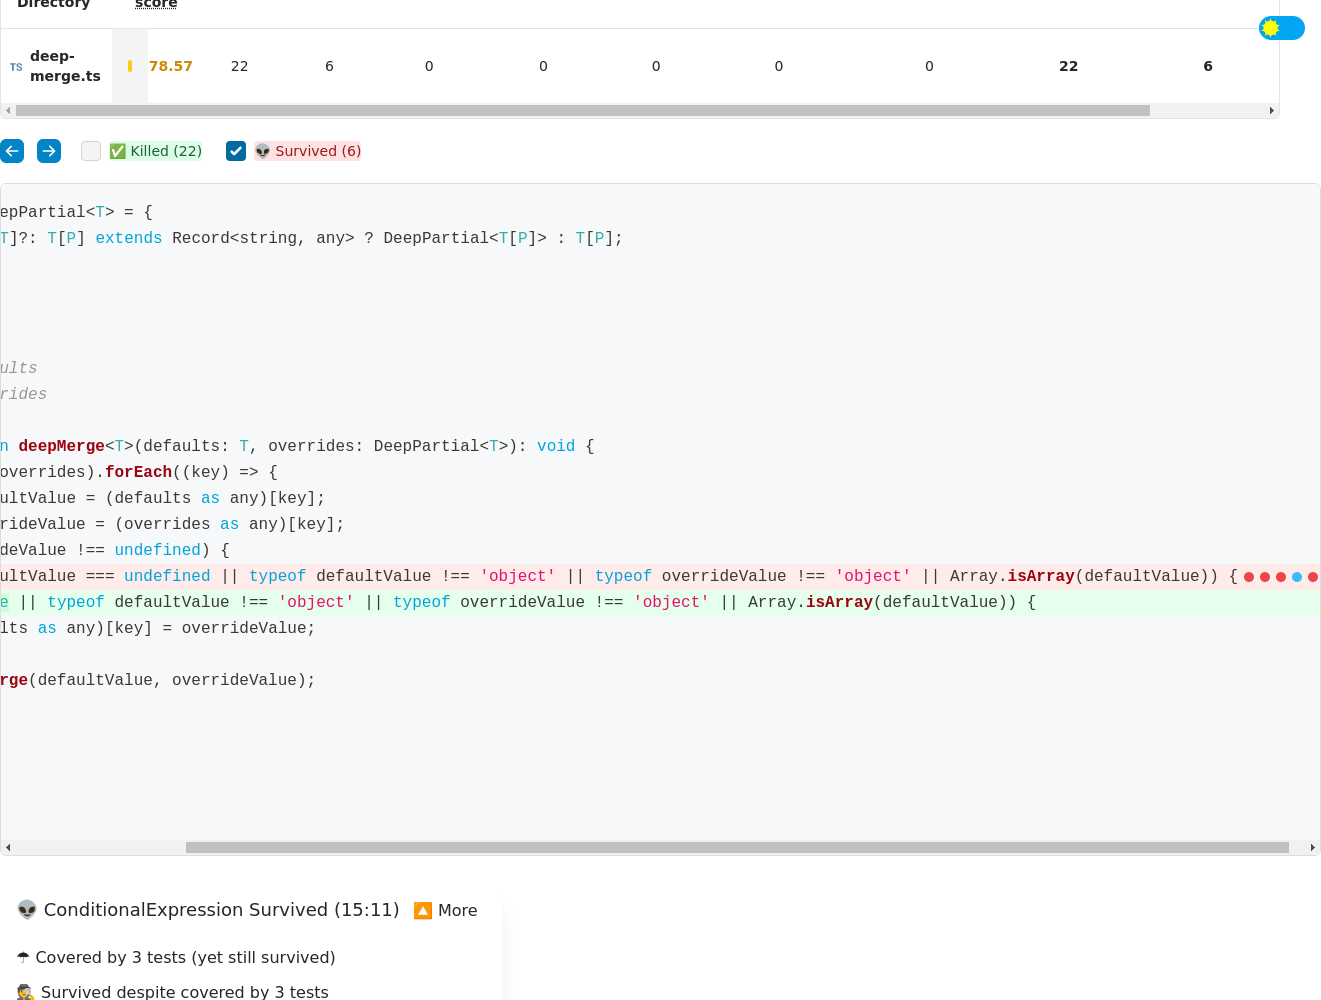 Directory score
TS deep-merge.ts 78.57 22 6 0 0 0 0 0 22 6
✅ Killed (22) 👽 Survived (6)
epPartial<T> = {
T]?: T[P] extends Record<string, any> ? DeepPartial<T[P]> : T[P];
ults
rides
n deepMerge<T>(defaults: T, overrides: DeepPartial<T>): void {
overrides).forEach((key) => {
ultValue = (defaults as any)[key];
rideValue = (overrides as any)[key];
deValue !== undefined) {
ultValue === undefined || typeof defaultValue !== 'object' || typeof overrideValue !== 'object' || Array.isArray(defaultValue)) {
e || typeof defaultValue !== 'object' || typeof overrideValue !== 'object' || Array.isArray(defaultValue)) {
lts as any)[key] = overrideValue;
rge(defaultValue, overrideValue);
👽 ConditionalExpression Survived (15:11) 🔼 More
☂ Covered by 3 tests (yet still survived)
🕵 Survived despite covered by 3 tests